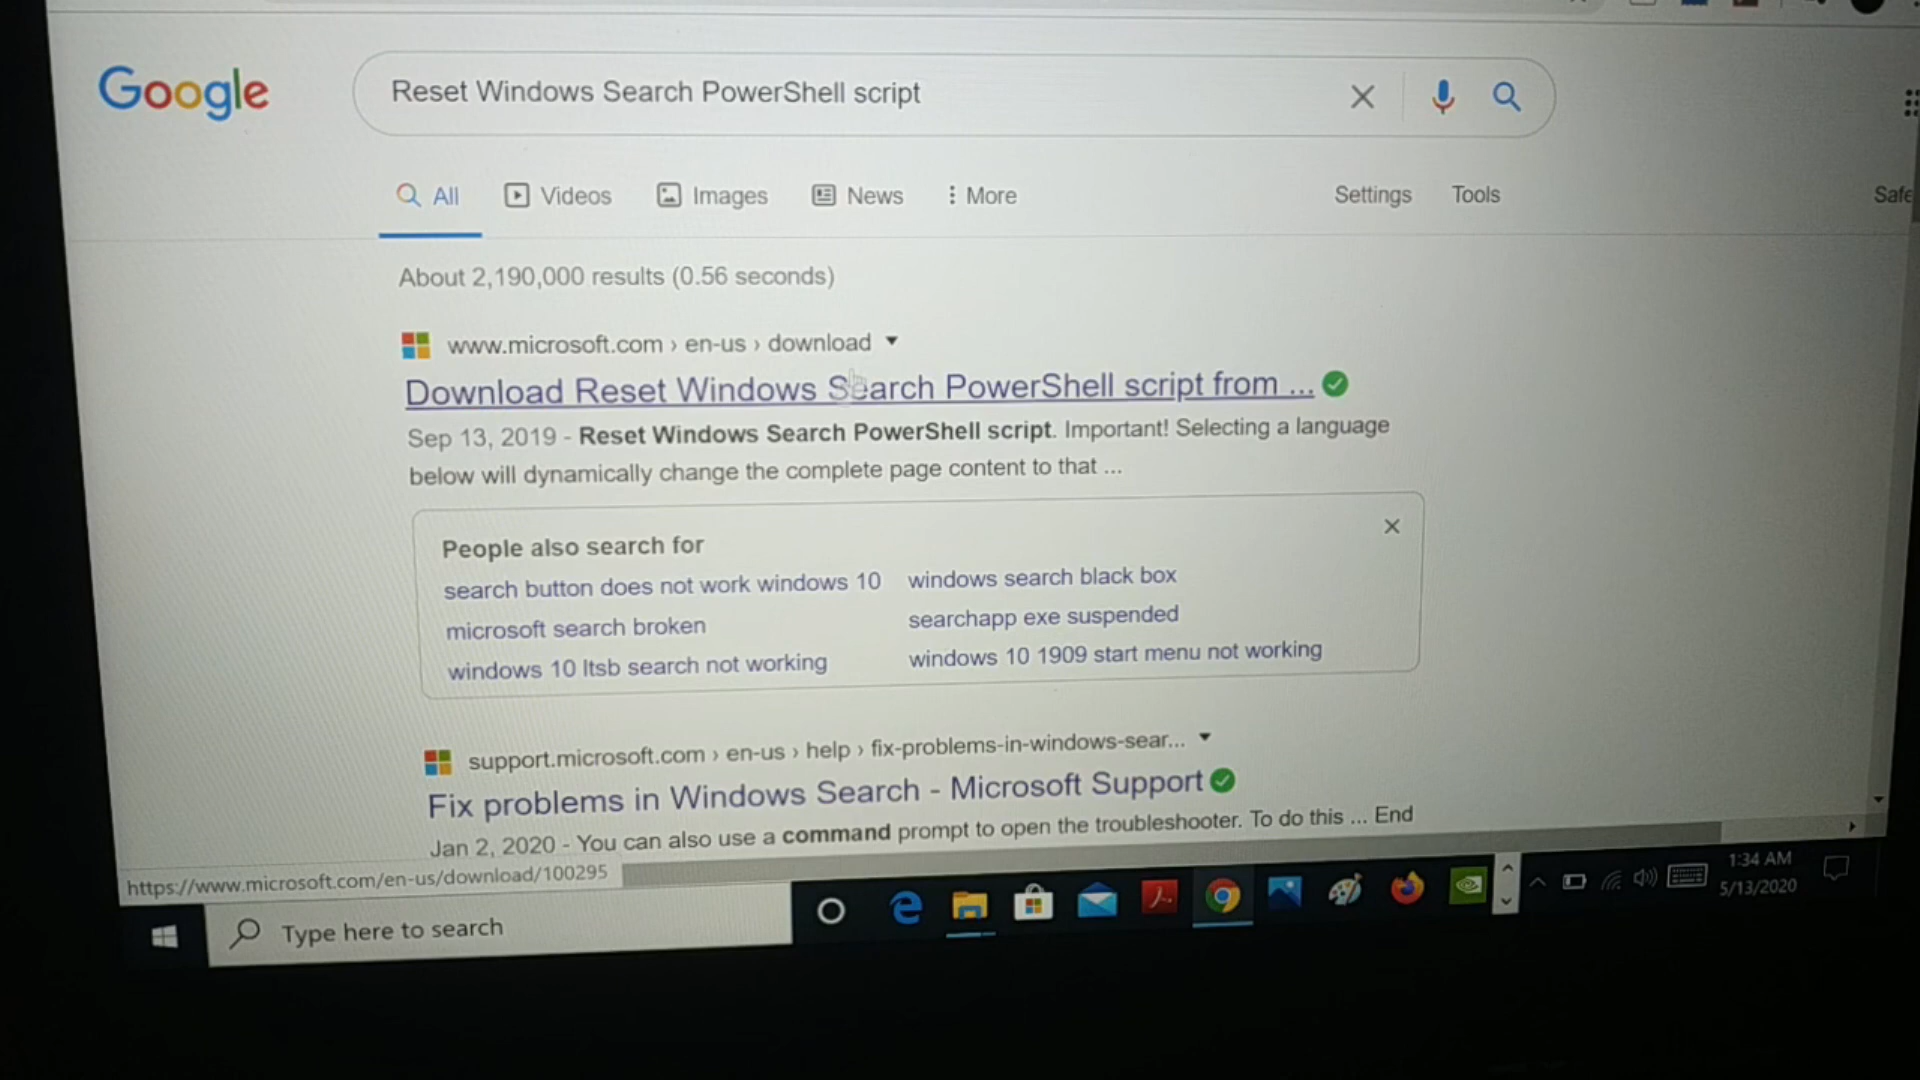 Google
Reset Windows Search PowerShell script
All
Videos
Images
News
More
Settings
Tools
About 2,190,000 results (0.56 seconds)
www.microsoft.com › en-us › download
Download Reset Windows Search PowerShell script from ...
Sep 13, 2019 - Reset Windows Search PowerShell script. Important! Selecting a language
below will dynamically change the complete page content to that ...
People also search for
search button does not work windows 10
windows search black box
microsoft search broken
searchapp exe suspended
windows 10 ltsb search not working
windows 10 1909 start menu not working
support.microsoft.com › en-us › help › fix-problems-in-windows-sear...
Fix problems in Windows Search - Microsoft Support
Jan 2, 2020 - You can also use a command prompt to open the troubleshooter. To do this ... End
https://www.microsoft.com/en-us/download/100295
Type here to search
1:34 AM
5/13/2020